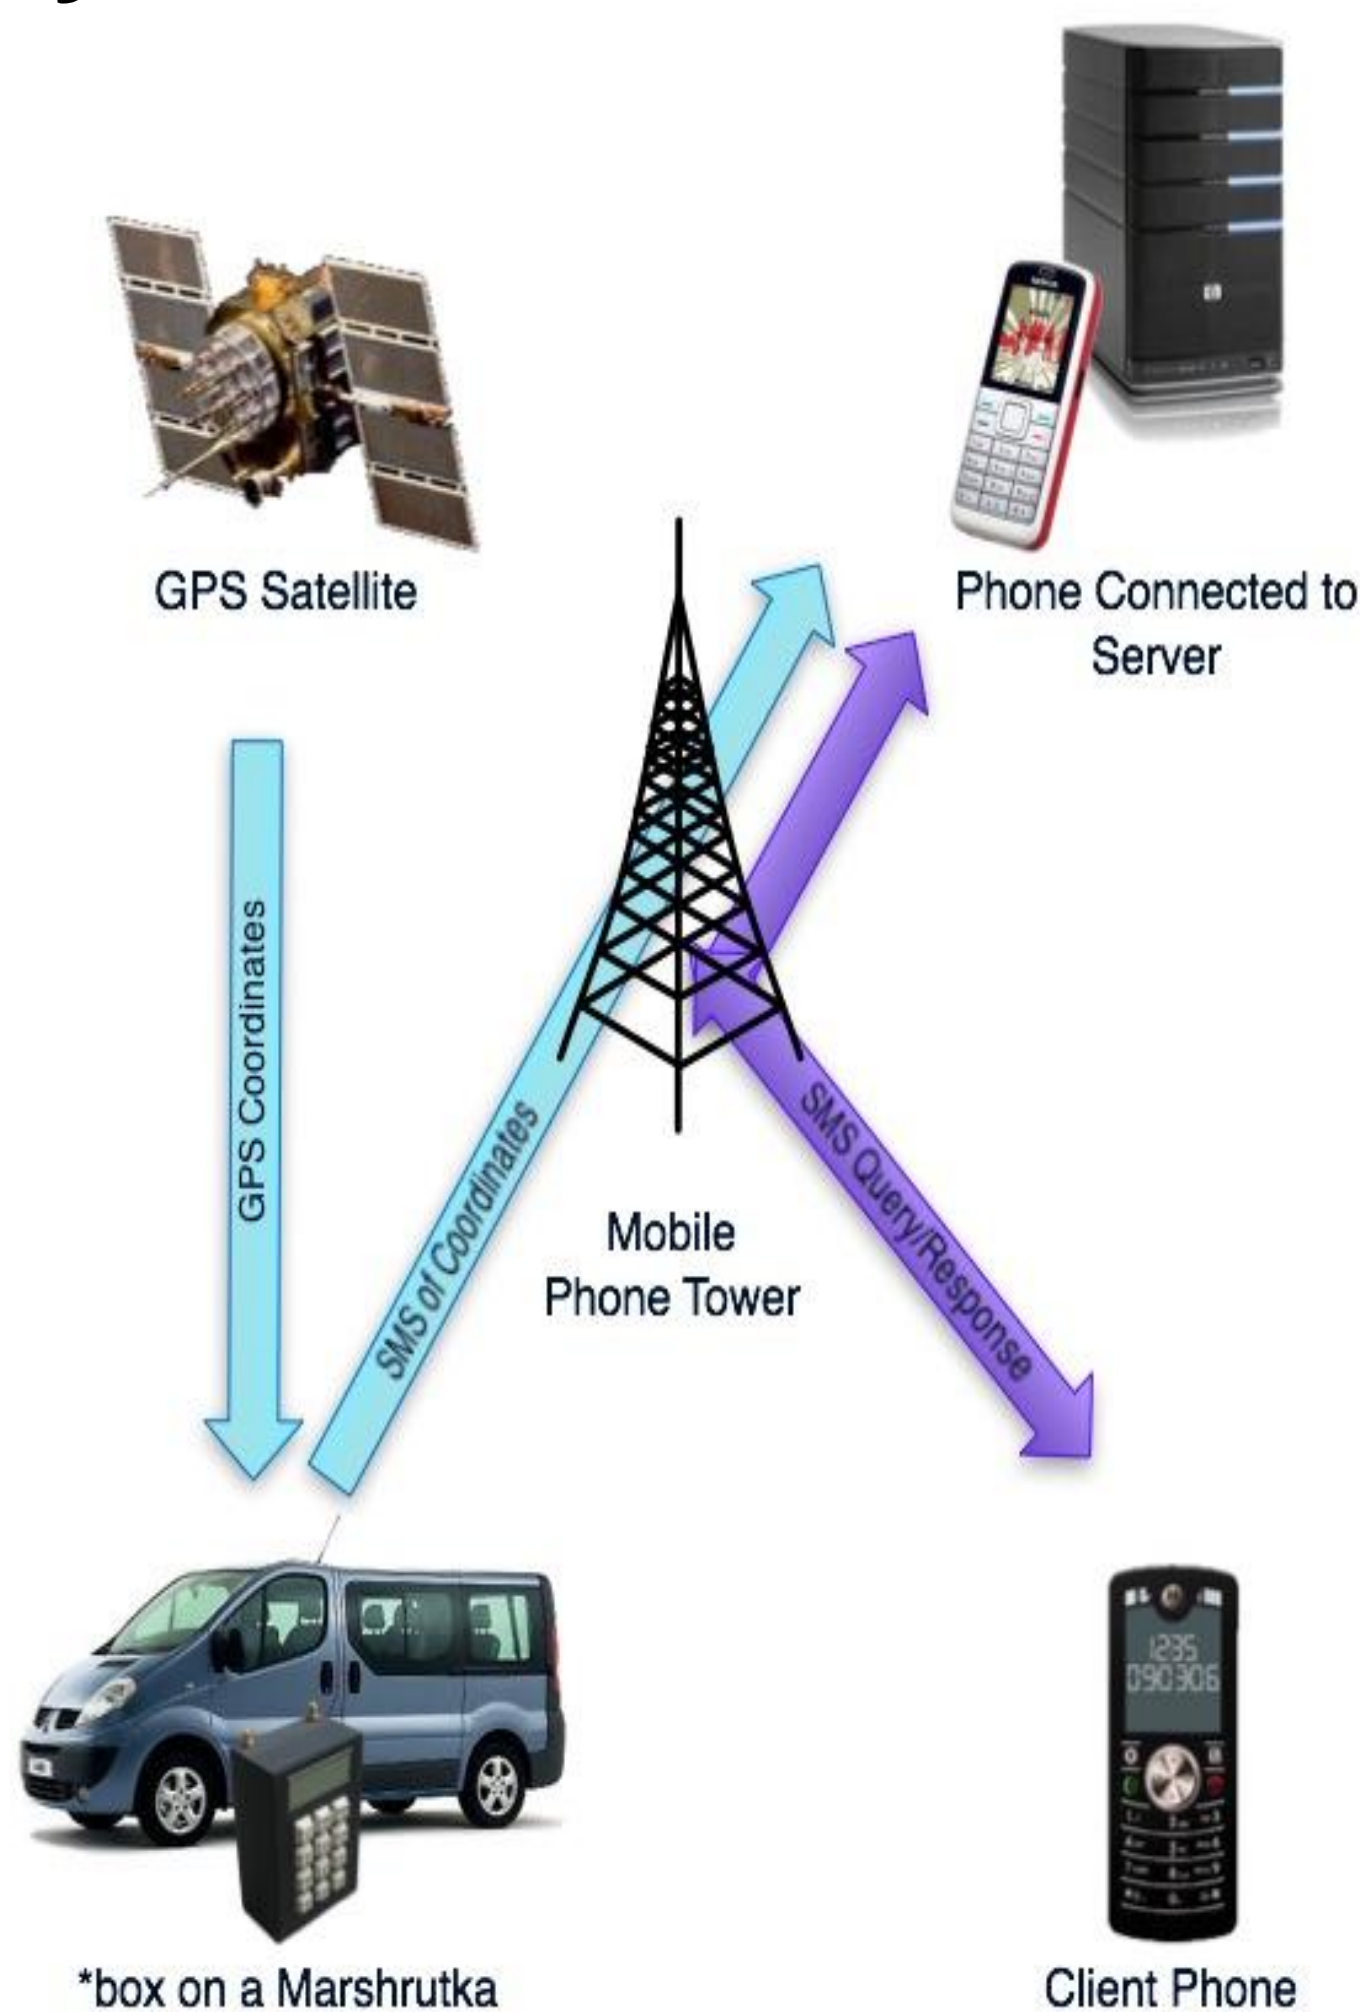 GPS Satellite
Phone Connected to
Server
GPS Coordinates
SMS of Coordinates
SMS Query/Response
Mobile
Phone Tower
1235
090306
*box on a Marshrutka
Client Phone